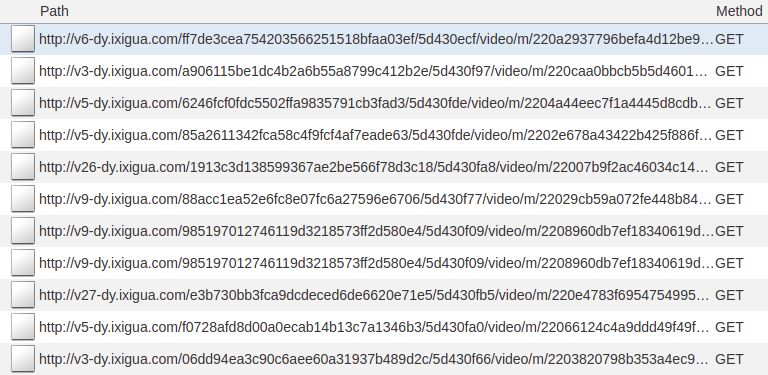 Path Method
http://v6-dy.ixigua.com/ff7de3cea754203566251518bfaa03ef/5d430ecf/video/m/220a2937796befa4d12be9… GET
http://v3-dy.ixigua.com/a906115be1dc4b2a6b55a8799c412b2e/5d430f97/video/m/220caa0bbcb5b5d4601… GET
http://v5-dy.ixigua.com/6246fcf0fdc5502ffa9835791cb3fad3/5d430fde/video/m/2204a44eec7f1a4445d8cdb… GET
http://v5-dy.ixigua.com/85a2611342fca58c4f9fcf4af7eade63/5d430fde/video/m/2202e678a43422b425f886f… GET
http://v26-dy.ixigua.com/1913c3d138599367ae2be566f78d3c18/5d430fa8/video/m/22007b9f2ac46034c14… GET
http://v9-dy.ixigua.com/88acc1ea52e6fc8e07fc6a27596e6706/5d430f77/video/m/22029cb59a072fe448b84… GET
http://v9-dy.ixigua.com/985197012746119d3218573ff2d580e4/5d430f09/video/m/2208960db7ef18340619d… GET
http://v9-dy.ixigua.com/985197012746119d3218573ff2d580e4/5d430f09/video/m/2208960db7ef18340619d… GET
http://v27-dy.ixigua.com/e3b730bb3fca9dcdeced6de6620e71e5/5d430fb5/video/m/220e4783f6954754995… GET
http://v5-dy.ixigua.com/f0728afd8d00a0ecab14b13c7a1346b3/5d430fa0/video/m/22066124c4a9ddd49f49f… GET
http://v3-dy.ixigua.com/06dd94ea3c90c6aee60a31937b489d2c/5d430f66/video/m/2203820798b353a4ec9… GET